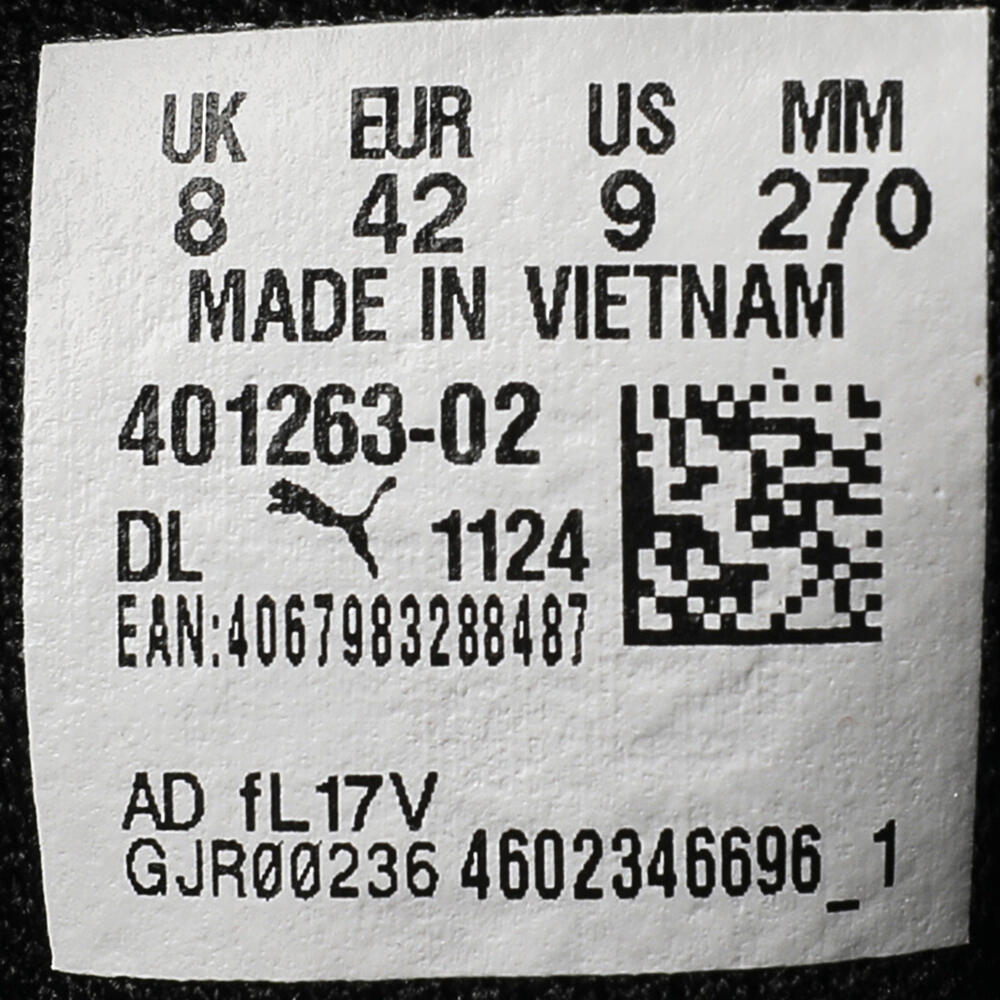 UK EUR US MM
8 42 9 270
MADE IN VIETNAM
401263-02
DL 1124
EAN:4067983288487
AD fL17V
GJR00236 4602346696_1